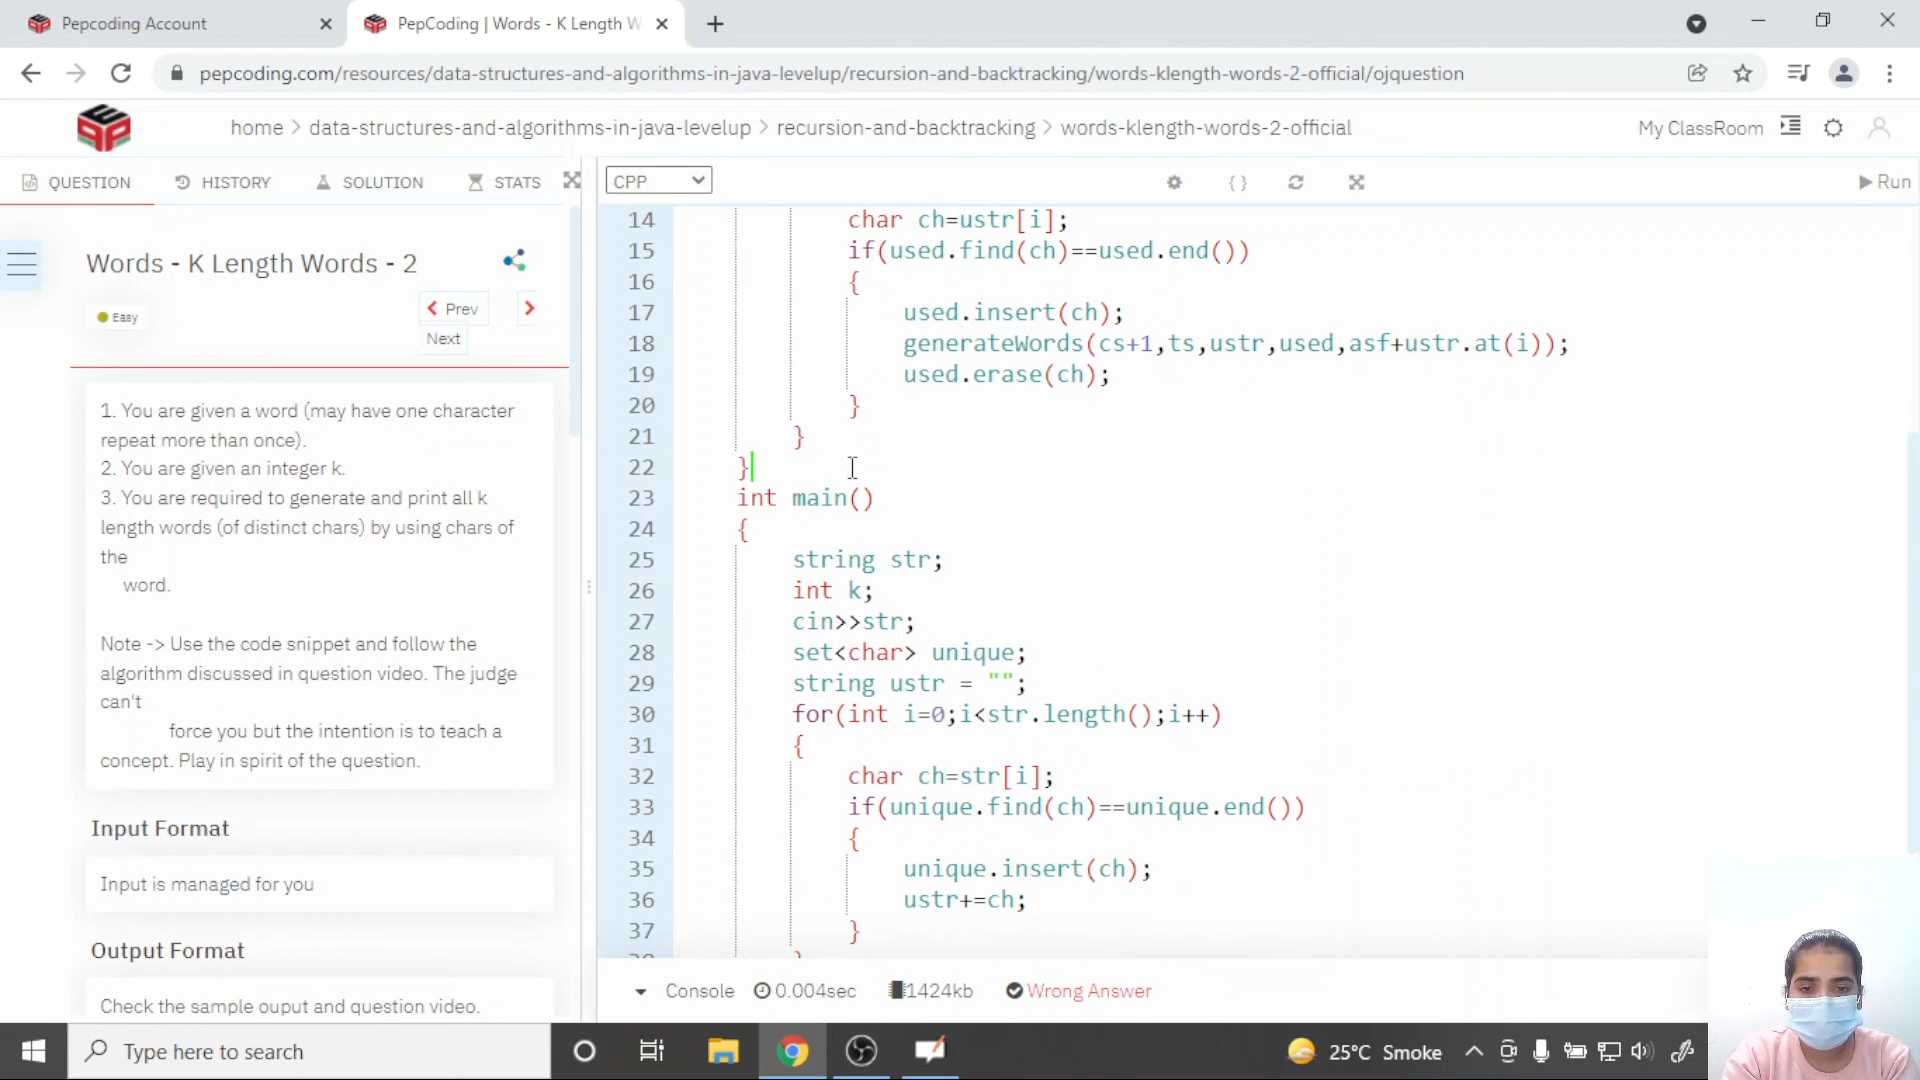 Pepcoding Account
PepCoding | Words - K Length W
pepcoding.com/resources/data-structures-and-algorithms-in-java-levelup/recursion-and-backtracking/words-klength-words-2-official/ojquestion
home > data-structures-and-algorithms-in-java-levelup > recursion-and-backtracking > words-klength-words-2-official
My ClassRoom
QUESTION
HISTORY
SOLUTION
STATS
CPP
Run
Words - K Length Words - 2
Easy
Prev
Next
1. You are given a word (may have one character
repeat more than once).
2. You are given an integer k.
3. You are required to generate and print all k
length words (of distinct chars) by using chars of
the
word.
Note -> Use the code snippet and follow the
algorithm discussed in question video. The judge
can't
force you but the intention is to teach a
concept. Play in spirit of the question.
Input Format
Input is managed for you
Output Format
Check the sample ouput and question video.
14 char ch=ustr[i];
15 if(used.find(ch)==used.end())
16 {
17 used.insert(ch);
18 generateWords(cs+1,ts,ustr,used,asf+ustr.at(i));
19 used.erase(ch);
20 }
21 }
22 }
23 int main()
24 {
25 string str;
26 int k;
27 cin>>str;
28 set<char> unique;
29 string ustr = "";
30 for(int i=0;i<str.length();i++)
31 {
32 char ch=str[i];
33 if(unique.find(ch)==unique.end())
34 {
35 unique.insert(ch);
36 ustr+=ch;
37 }
Console 0.004sec 1424kb Wrong Answer
Type here to search
25°C Smoke